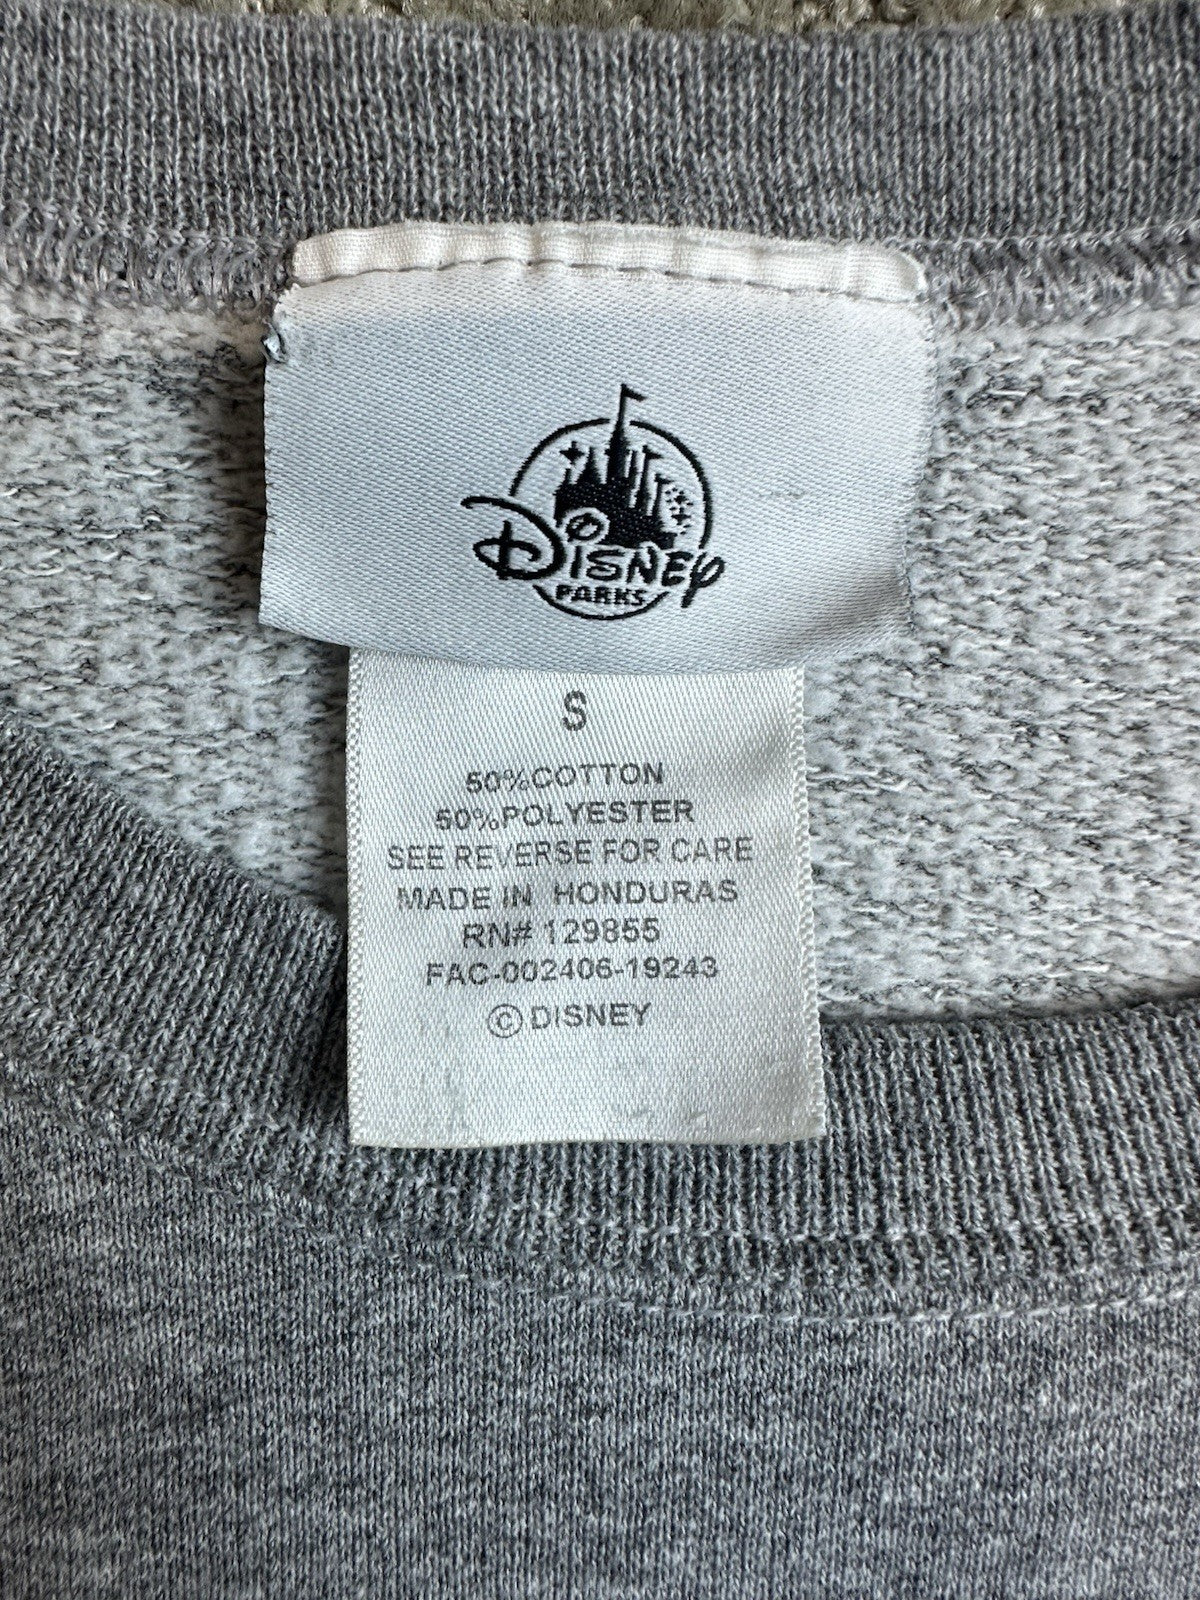 Disney
PARKS
S
50%COTTON
50%POLYESTER
SEE REVERSE FOR CARE
MADE IN HONDURAS
RN# 129855
FAC-002406-19243
©DISNEY